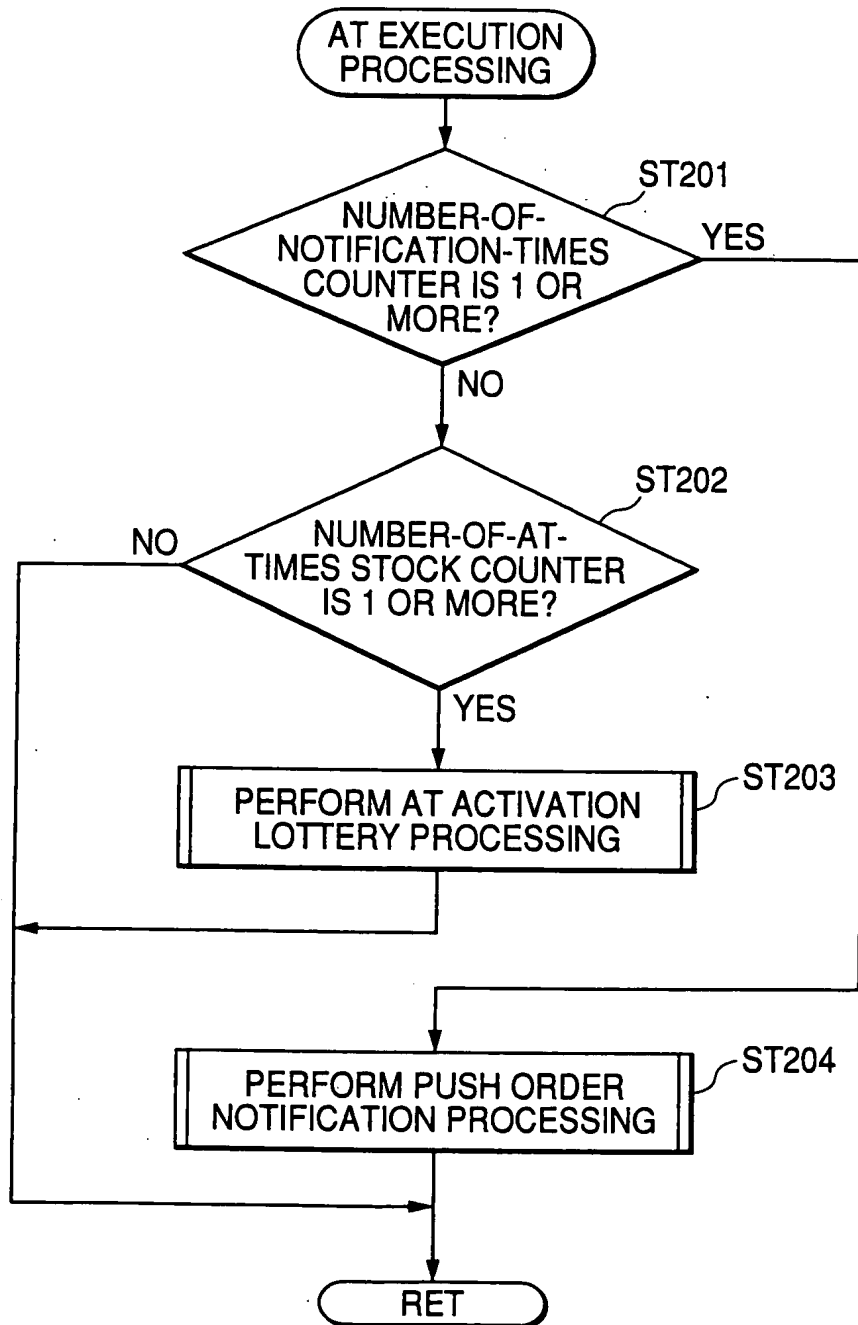 AT EXECUTION
PROCESSING
ST201
NUMBER-OF-
NOTIFICATION-TIMES
COUNTER IS 1 OR
MORE?
YES
NO
ST202
NUMBER-OF-AT-
TIMES STOCK COUNTER
IS 1 OR MORE?
NO
YES
ST203
PERFORM AT ACTIVATION
LOTTERY PROCESSING
ST204
PERFORM PUSH ORDER
NOTIFICATION PROCESSING
RET